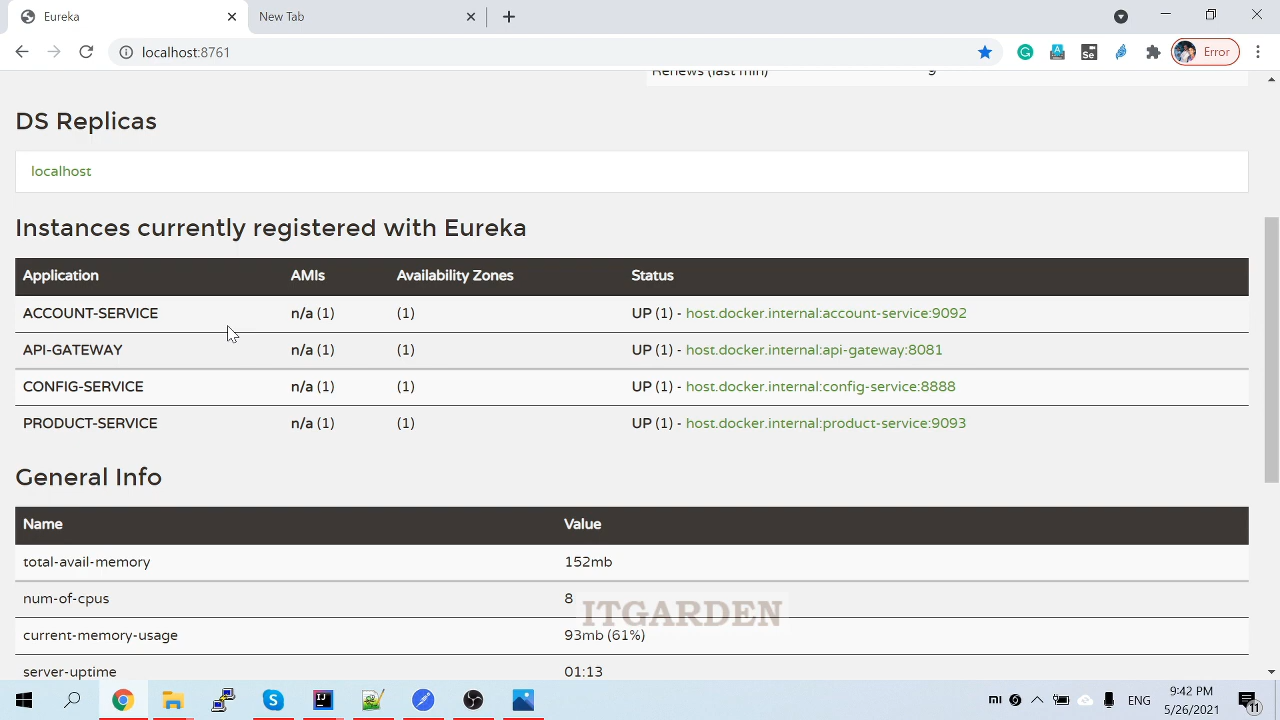 Eureka
New Tab
localhost:8761
Error
Renews (last min) 9
DS Replicas
localhost
Instances currently registered with Eureka
Application AMIs Availability Zones Status
ACCOUNT-SERVICE n/a (1) (1) UP (1) - host.docker.internal:account-service:9092
API-GATEWAY n/a (1) (1) UP (1) - host.docker.internal:api-gateway:8081
CONFIG-SERVICE n/a (1) (1) UP (1) - host.docker.internal:config-service:8888
PRODUCT-SERVICE n/a (1) (1) UP (1) - host.docker.internal:product-service:9093
General Info
Name Value
total-avail-memory 152mb
num-of-cpus 8
ITGARDEN
current-memory-usage 93mb (61%)
server-uptime 01:13
ENG
9:42 PM
5/26/2021
11